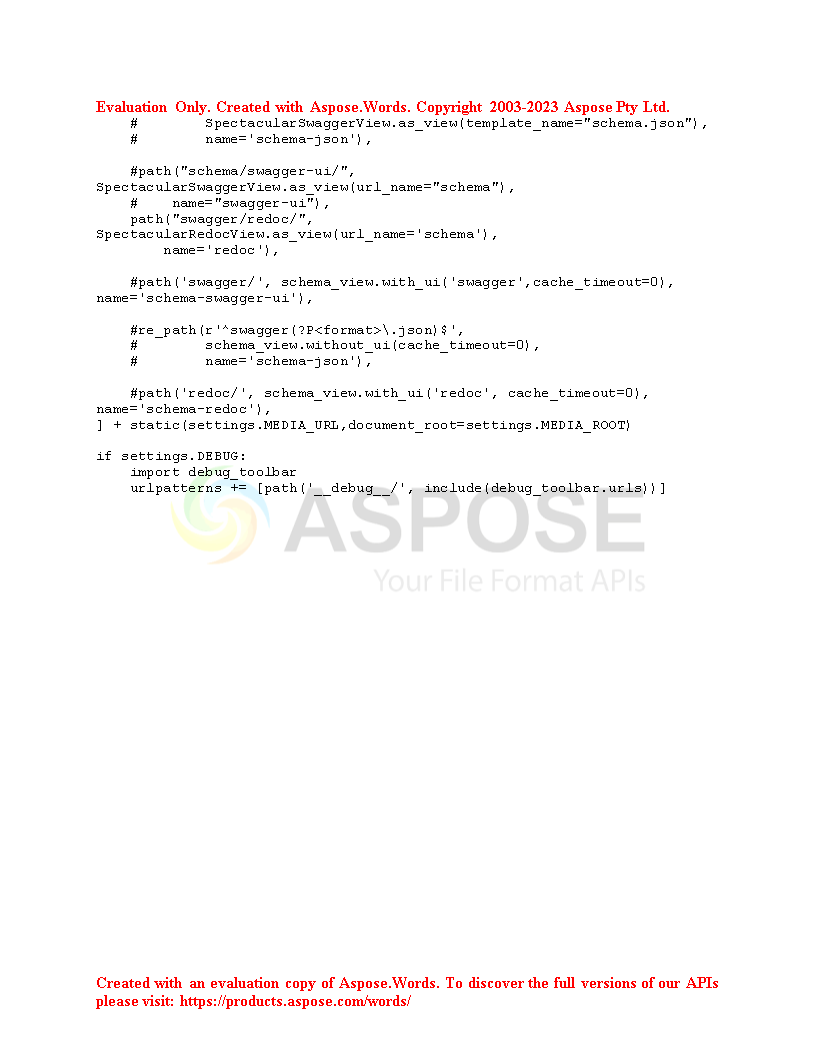 Evaluation Only. Created with Aspose.Words. Copyright 2003-2023 Aspose Pty Ltd.
    #        SpectacularSwaggerView.as_view(template_name="schema.json"),
    #        name='schema-json'),

    #path("schema/swagger-ui/",
SpectacularSwaggerView.as_view(url_name="schema"),
    #    name="swagger-ui"),
    path("swagger/redoc/",
SpectacularRedocView.as_view(url_name='schema'),
        name='redoc'),

    #path('swagger/', schema_view.with_ui('swagger',cache_timeout=0),
name='schema-swagger-ui'),

    #re_path(r'^swagger(?P<format>\.json)$',
    #        schema_view.without_ui(cache_timeout=0),
    #        name='schema-json'),

    #path('redoc/', schema_view.with_ui('redoc', cache_timeout=0),
name='schema-redoc'),
] + static(settings.MEDIA_URL,document_root=settings.MEDIA_ROOT)

if settings.DEBUG:
    import debug_toolbar
    urlpatterns += [path('__debug__/', include(debug_toolbar.urls))]
ASPOSE
Your File Format APIs
Created with an evaluation copy of Aspose.Words. To discover the full versions of our APIs
please visit: https://products.aspose.com/words/